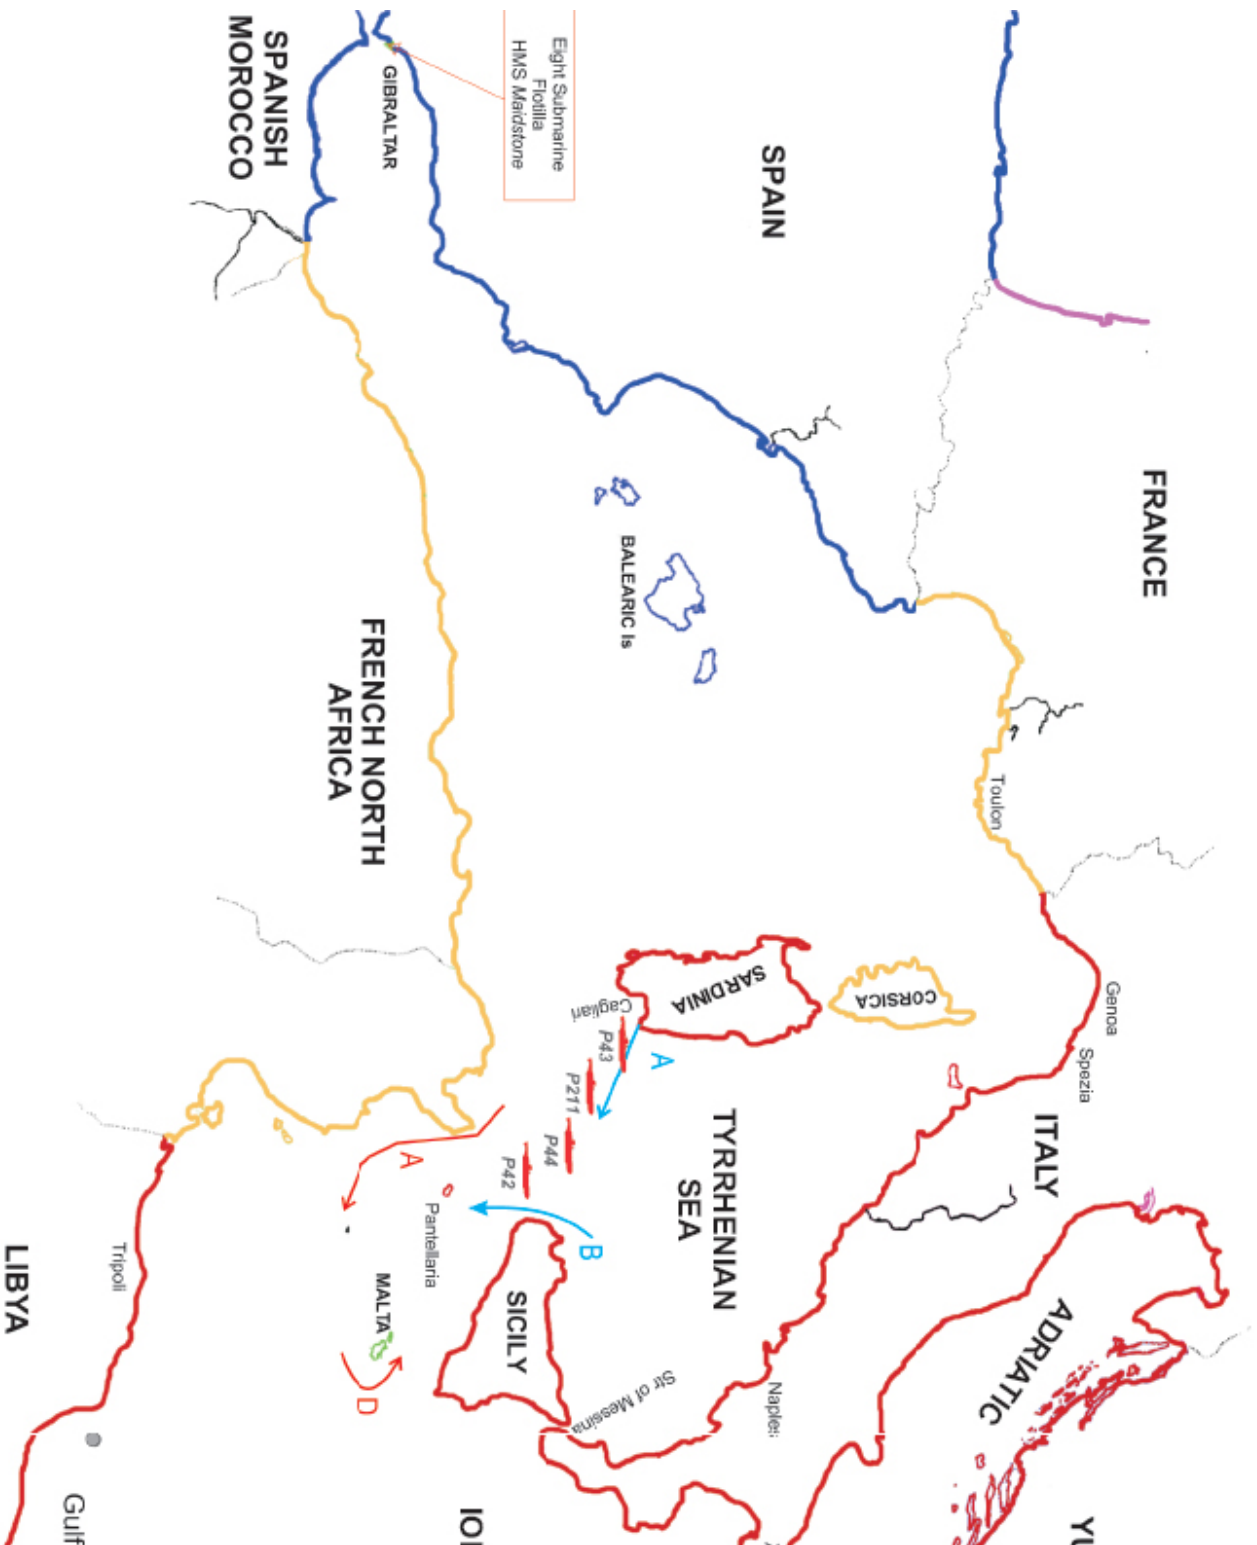 Eight Submarine
Flotilla
HMS Maidstone
SPANISH
MOROCCO
GIBRALTAR
SPAIN
FRANCE
BALEARIC Is
FRENCH NORTH
AFRICA
Toulon
Genoa
Spezia
CORSICA
SARDINIA
Cagliari
ITALY
A
P43
P211
P44
P42
TYRRHENIAN
SEA
A
B
Pantellaria
SICILY
MALTA
D
Str of Messina
Naples
ADRIATIC
Tripoli
LIBYA
Gulf
IO
YU